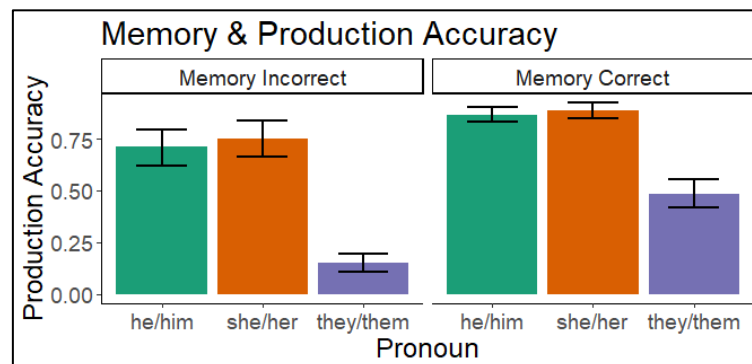 Memory & Production Accuracy
Memory Incorrect
Memory Correct
Production Accuracy
0.75
0.50
0.25
0.00
he/him she/her they/them
he/him she/her they/them
Pronoun